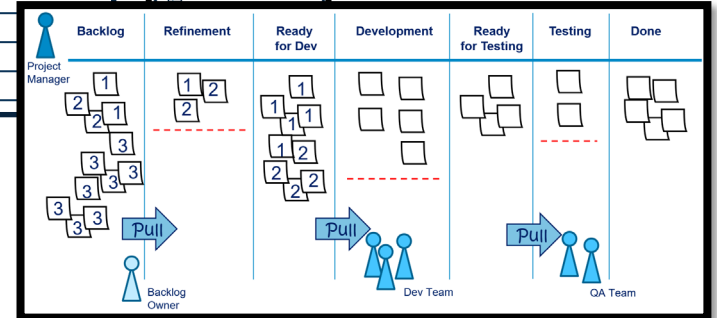 Backlog
Refinement
Ready
for Dev
Development
Ready
for Testing
Testing
Done
Project
Manager
1
2
1
2
3
3
3
3
3
3
3
3
1
2
2
1
1
1
1
1
2
2
2
2
Pull
Pull
Pull
Backlog
Owner
Dev Team
QA Team